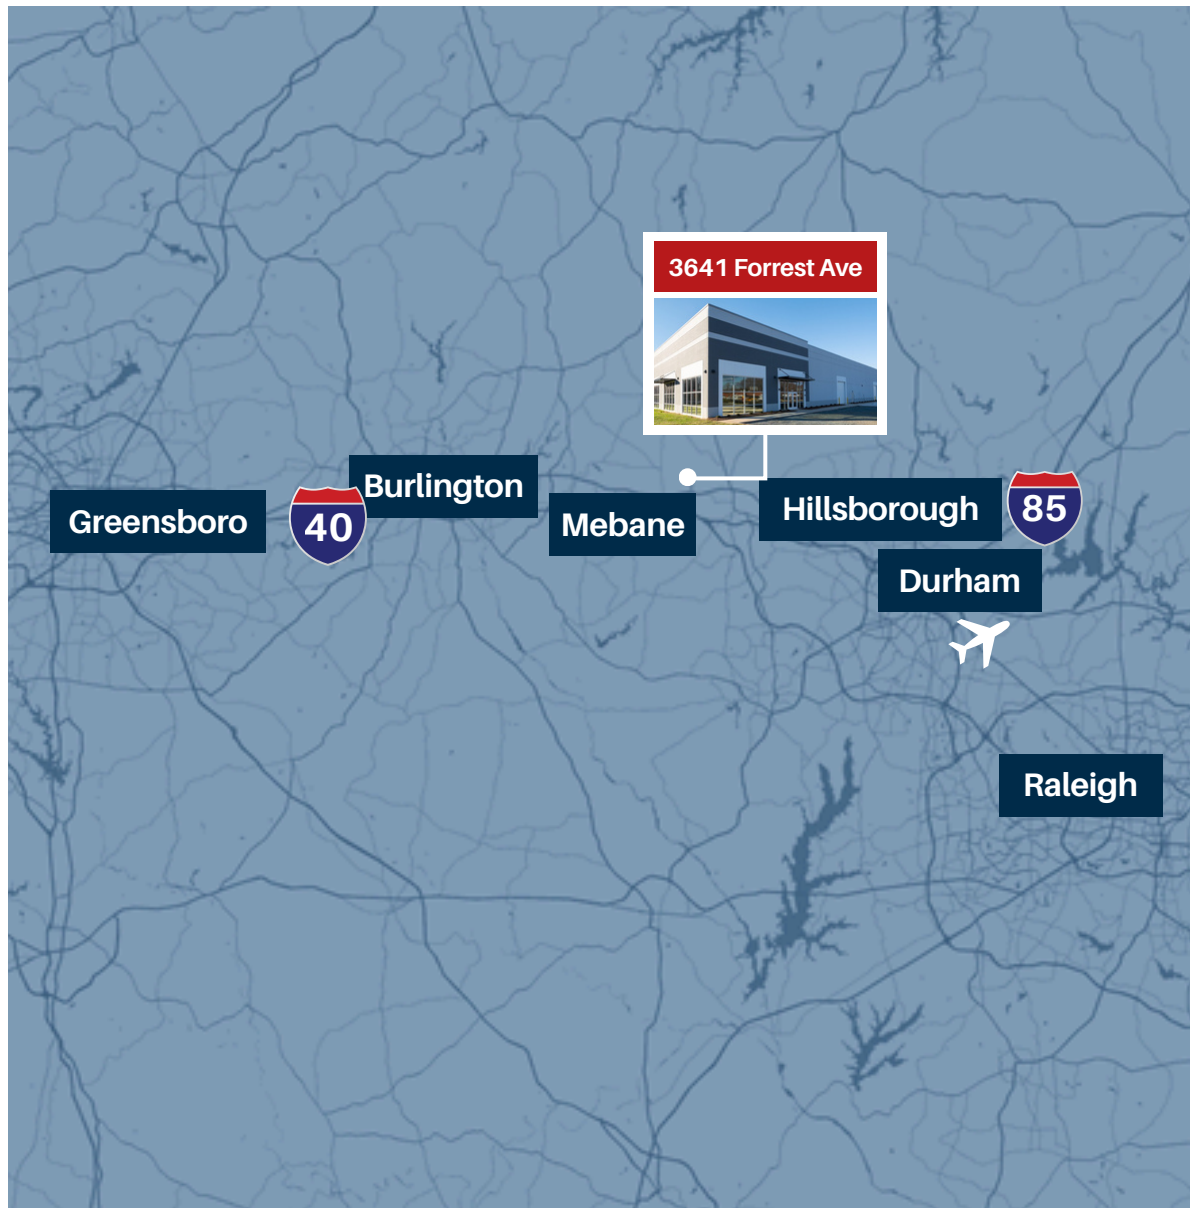 3641 Forrest Ave
Burlington
Greensboro
40
Mebane
Hillsborough
85
Durham
Raleigh